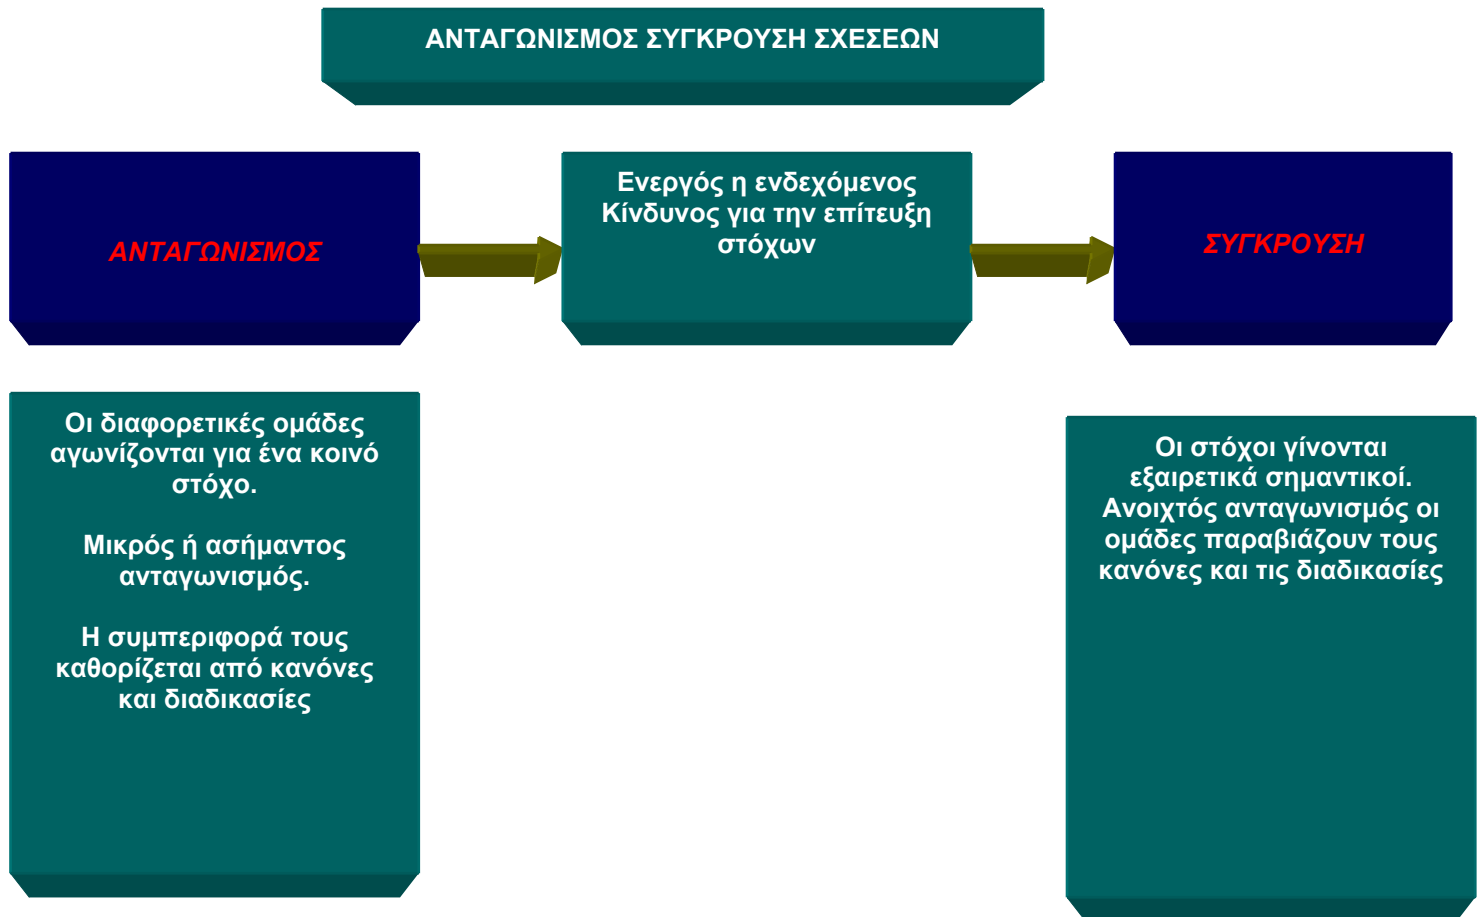 ΑΝΤΑΓΩΝΙΣΜΟΣ ΣΥΓΚΡΟΥΣΗ ΣΧΕΣΕΩΝ
ΑΝΤΑΓΩΝΙΣΜΟΣ
Ενεργός η ενδεχόμενος
Κίνδυνος για την επίτευξη
στόχων
ΣΥΓΚΡΟΥΣΗ
Οι διαφορετικές ομάδες
αγωνίζονται για ένα κοινό
στόχο.
Μικρός ή ασήμαντος
ανταγωνισμός.
Η συμπεριφορά τους
καθορίζεται από κανόνες
και διαδικασίες
Οι στόχοι γίνονται
εξαιρετικά σημαντικοί.
Ανοιχτός ανταγωνισμός οι
ομάδες παραβιάζουν τους
κανόνες και τις διαδικασίες